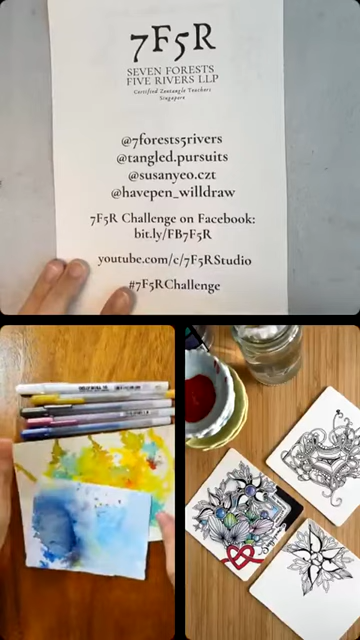 7F5R
SEVEN FORESTS
FIVE RIVERS LLP
Certified Zentangle Teachers
Singapore
@7forests5rivers
@tangled.pursuits
@susanyeo.czt
@havepen_willdraw
7F5R Challenge on Facebook:
bit.ly/FB7F5R
youtube.com/c/7F5RStudio
#7F5RChallenge